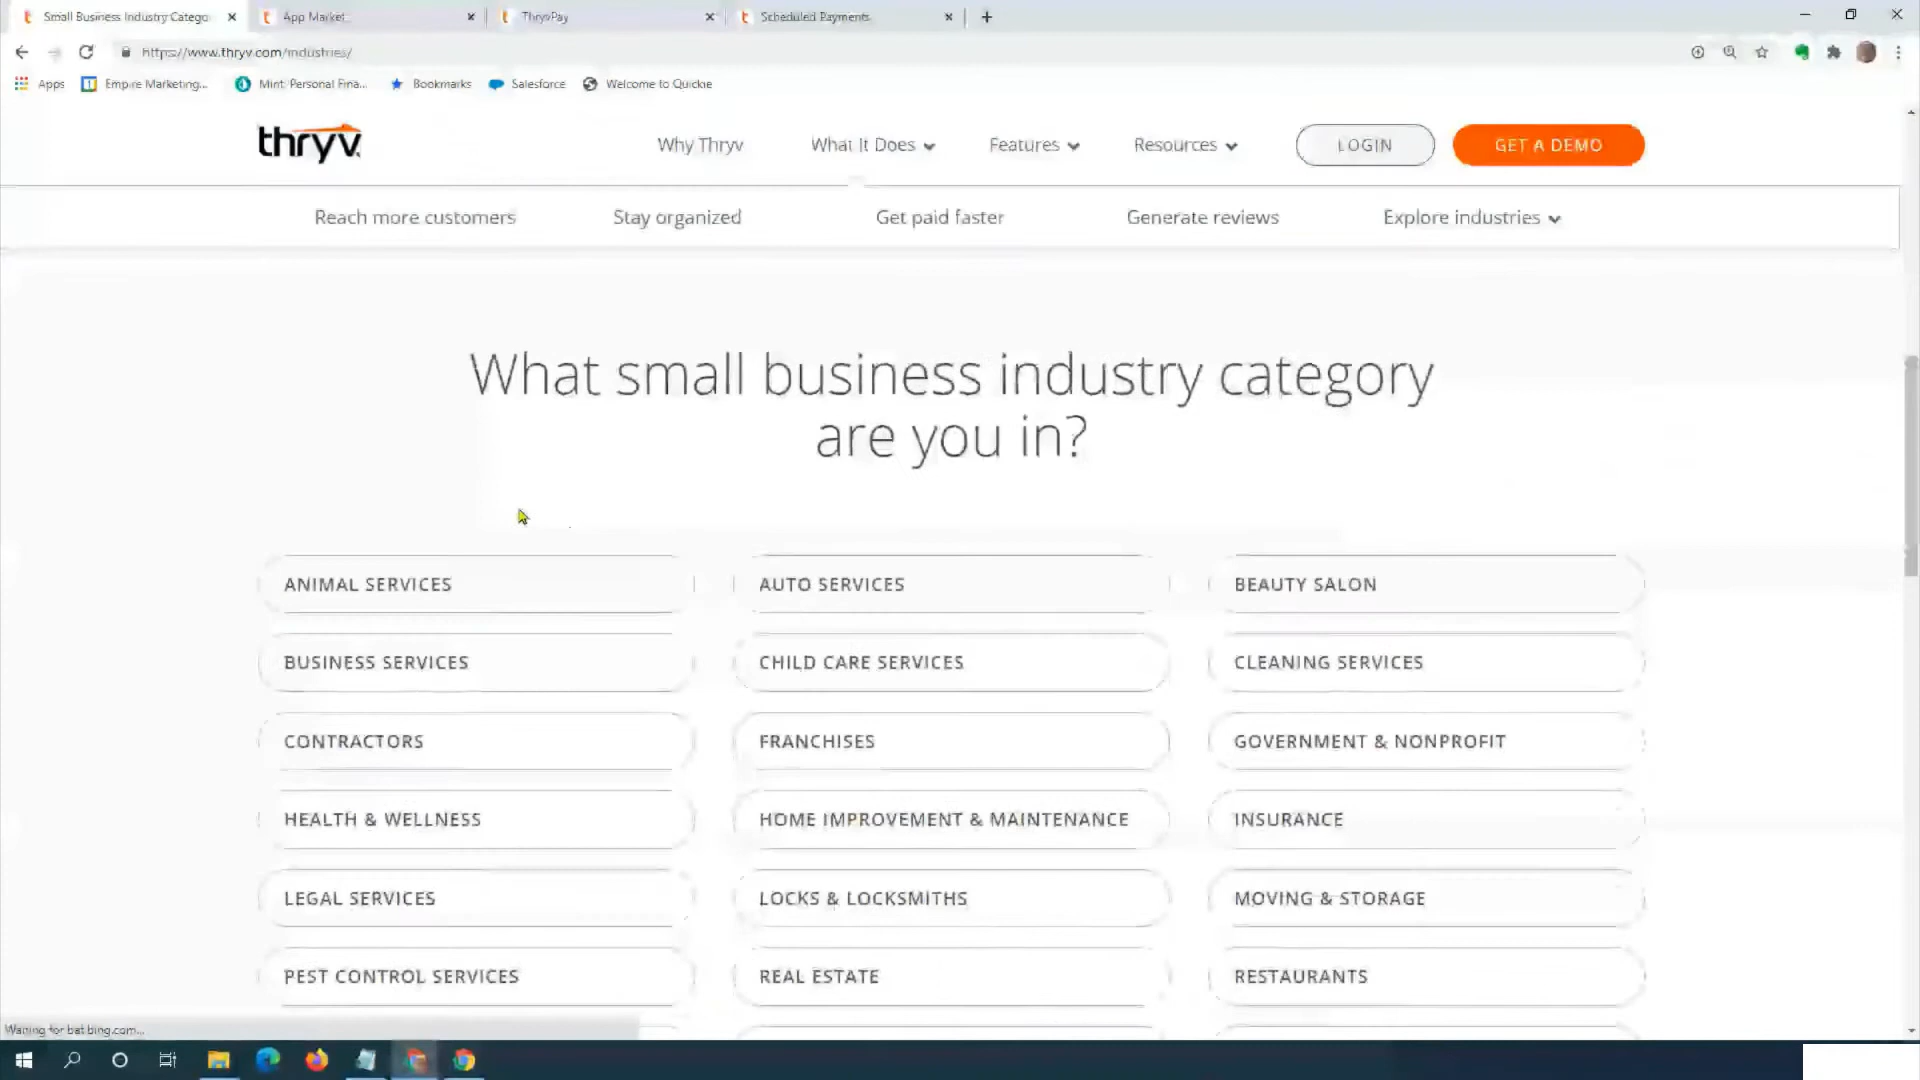 Small Business Industry Catego
App Market
ThryvPay
Scheduled Payments
https://www.thryv.com/industries/
Apps
Empire Marketing...
Mint: Personal Fina...
Bookmarks
Salesforce
Welcome to Quickie
thryv
Why Thryv
What It Does
Features
Resources
LOGIN
GET A DEMO
Reach more customers
Stay organized
Get paid faster
Generate reviews
Explore industries
What small business industry category
are you in?
ANIMAL SERVICES
AUTO SERVICES
BEAUTY SALON
BUSINESS SERVICES
CHILD CARE SERVICES
CLEANING SERVICES
CONTRACTORS
FRANCHISES
GOVERNMENT & NONPROFIT
HEALTH & WELLNESS
HOME IMPROVEMENT & MAINTENANCE
INSURANCE
LEGAL SERVICES
LOCKS & LOCKSMITHS
MOVING & STORAGE
PEST CONTROL SERVICES
REAL ESTATE
RESTAURANTS
Waiting for bat.bing.com...